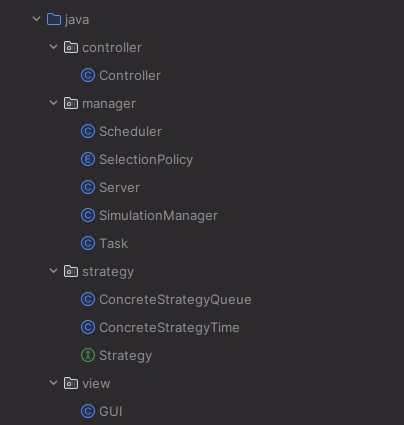 java
controller
C Controller
manager
C Scheduler
E SelectionPolicy
C Server
C SimulationManager
C Task
strategy
C ConcreteStrategyQueue
C ConcreteStrategyTime
I Strategy
view
C GUI